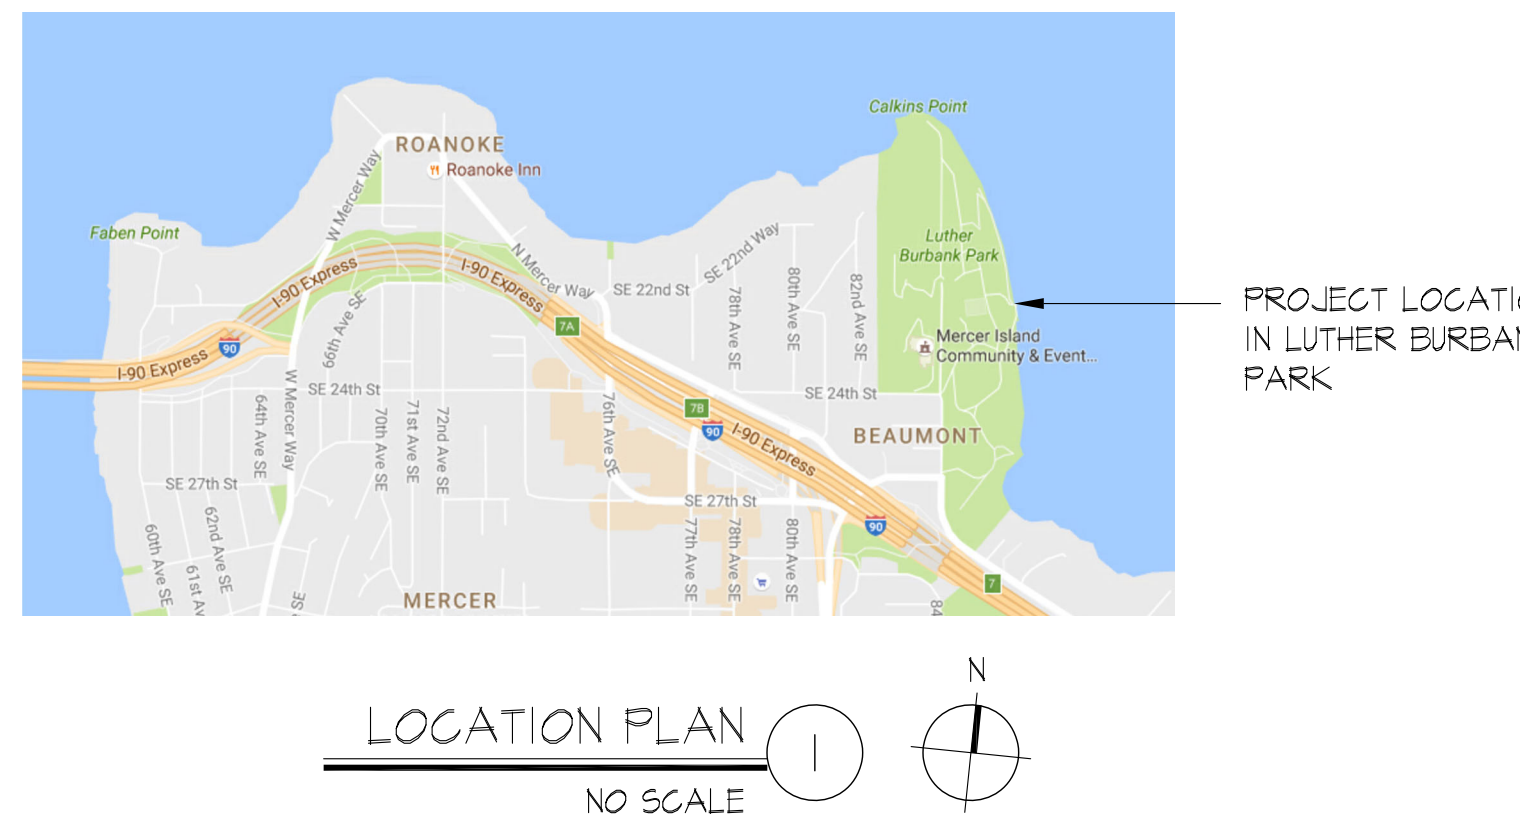 Calkins Point
ROANOKE
Roanoke Inn
W Mercer Way
Faben Point
Luther
Burbank Park
N Mercer Way
SE 22nd Way
I-90 Express
I-90 Express
SE 22nd St
78th Ave SE
80th Ave SE
82nd Ave SE
PROJECT LOCATIO
IN LUTHER BURBAN
PARK
7A
66th Ave SE
90
Mercer Island
Community & Event...
I-90 Express
SE 24th St
SE 24th St
W Mercer Way
64th Ave SE
70th Ave SE
71st Ave SE
72nd Ave SE
76th Ave SE
7B
90
I-90 Express
BEAUMONT
SE 27th St
SE 27th St
60th Ave SE
62nd Ave SE
61st Av
77th Ave SE
78th Ave SE
80th Ave SE
90
7
MERCER
SE
84
N
LOCATION PLAN
1
NO SCALE